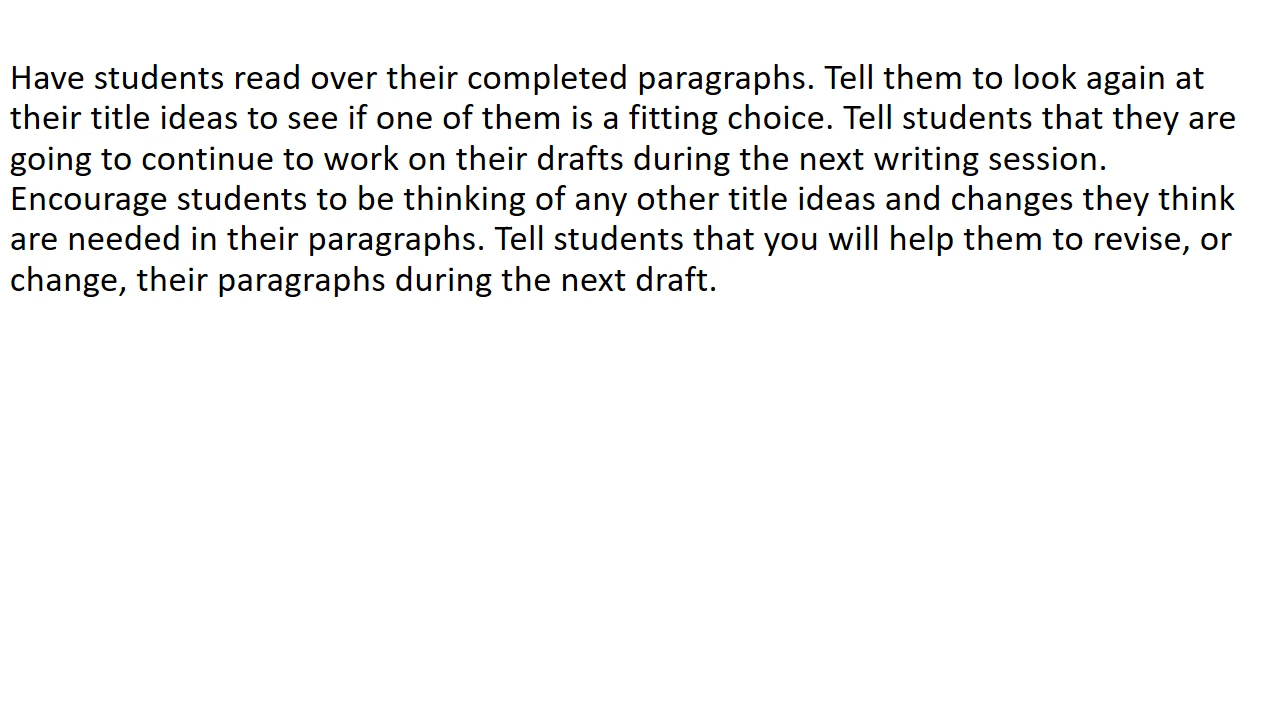 Have students read over their completed paragraphs. Tell them to look again at
their title ideas to see if one of them is a fitting choice. Tell students that they are
going to continue to work on their drafts during the next writing session.
Encourage students to be thinking of any other title ideas and changes they think
are needed in their paragraphs. Tell students that you will help them to revise, or
change, their paragraphs during the next draft.